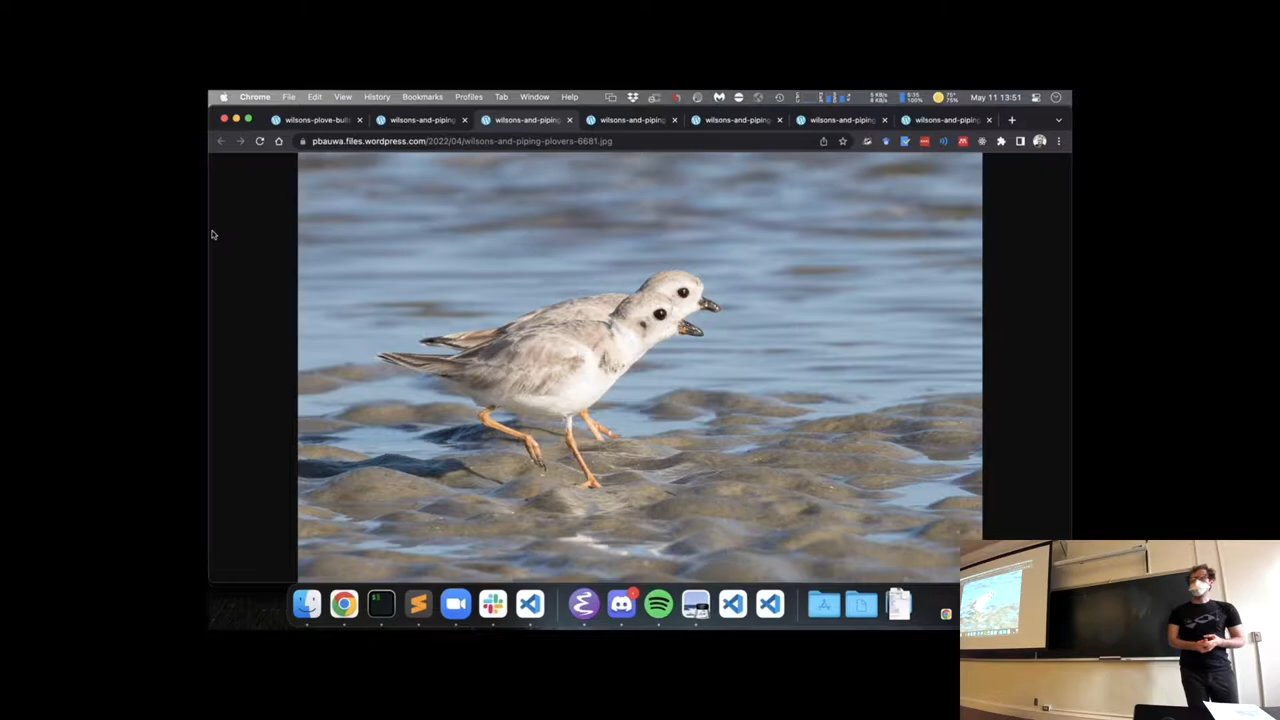 Chrome File Edit View History Bookmarks Profiles Tab Window Help May 11 13:51
wilsons-plove-buil wilsons-and-piping wilsons-and-piping wilsons-and-piping wilsons-and-piping wilsons-and-piping wilsons-and-piping
pbauwa.files.wordpress.com/2022/04/wilsons-and-piping-plovers-6681.jpg